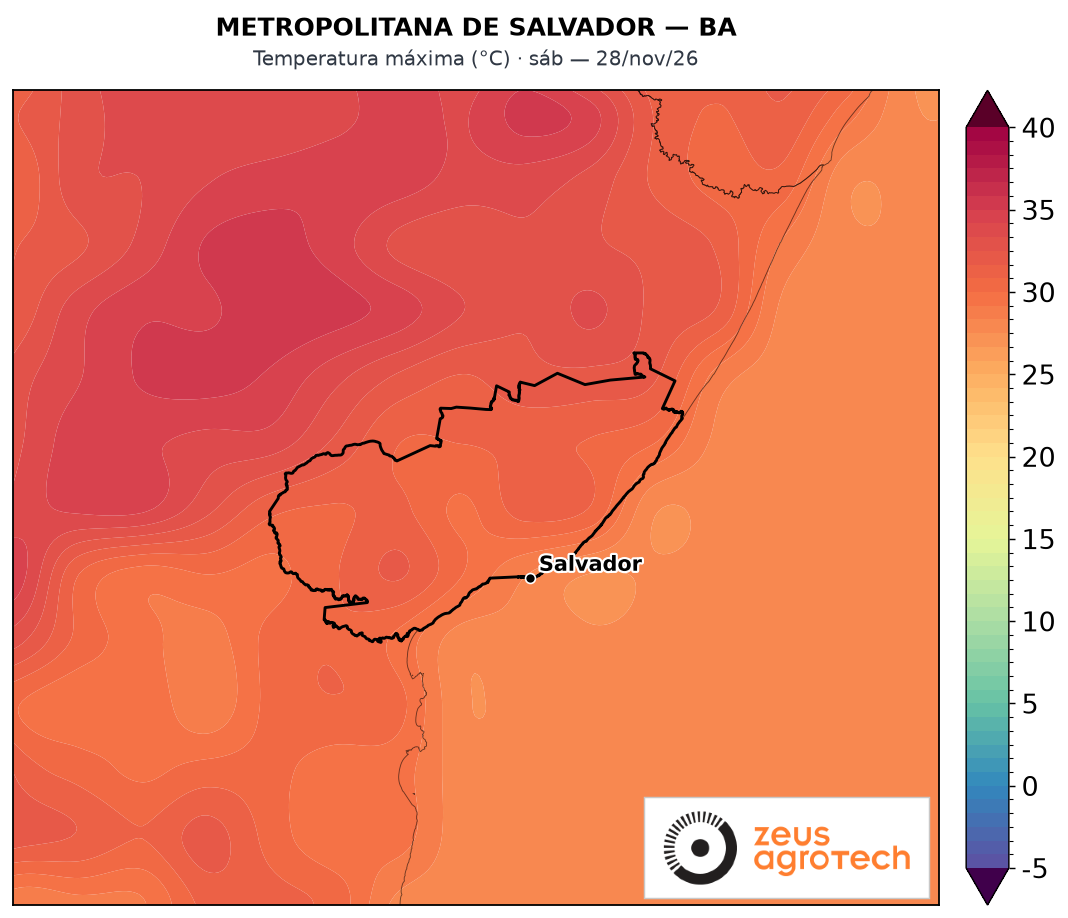 METROPOLITANA DE SALVADOR — BA
Temperatura máxima (°C) · sáb — 28/nov/26
40
35
30
25
20
15
10
5
0
-5
Salvador
zeus
agrotech